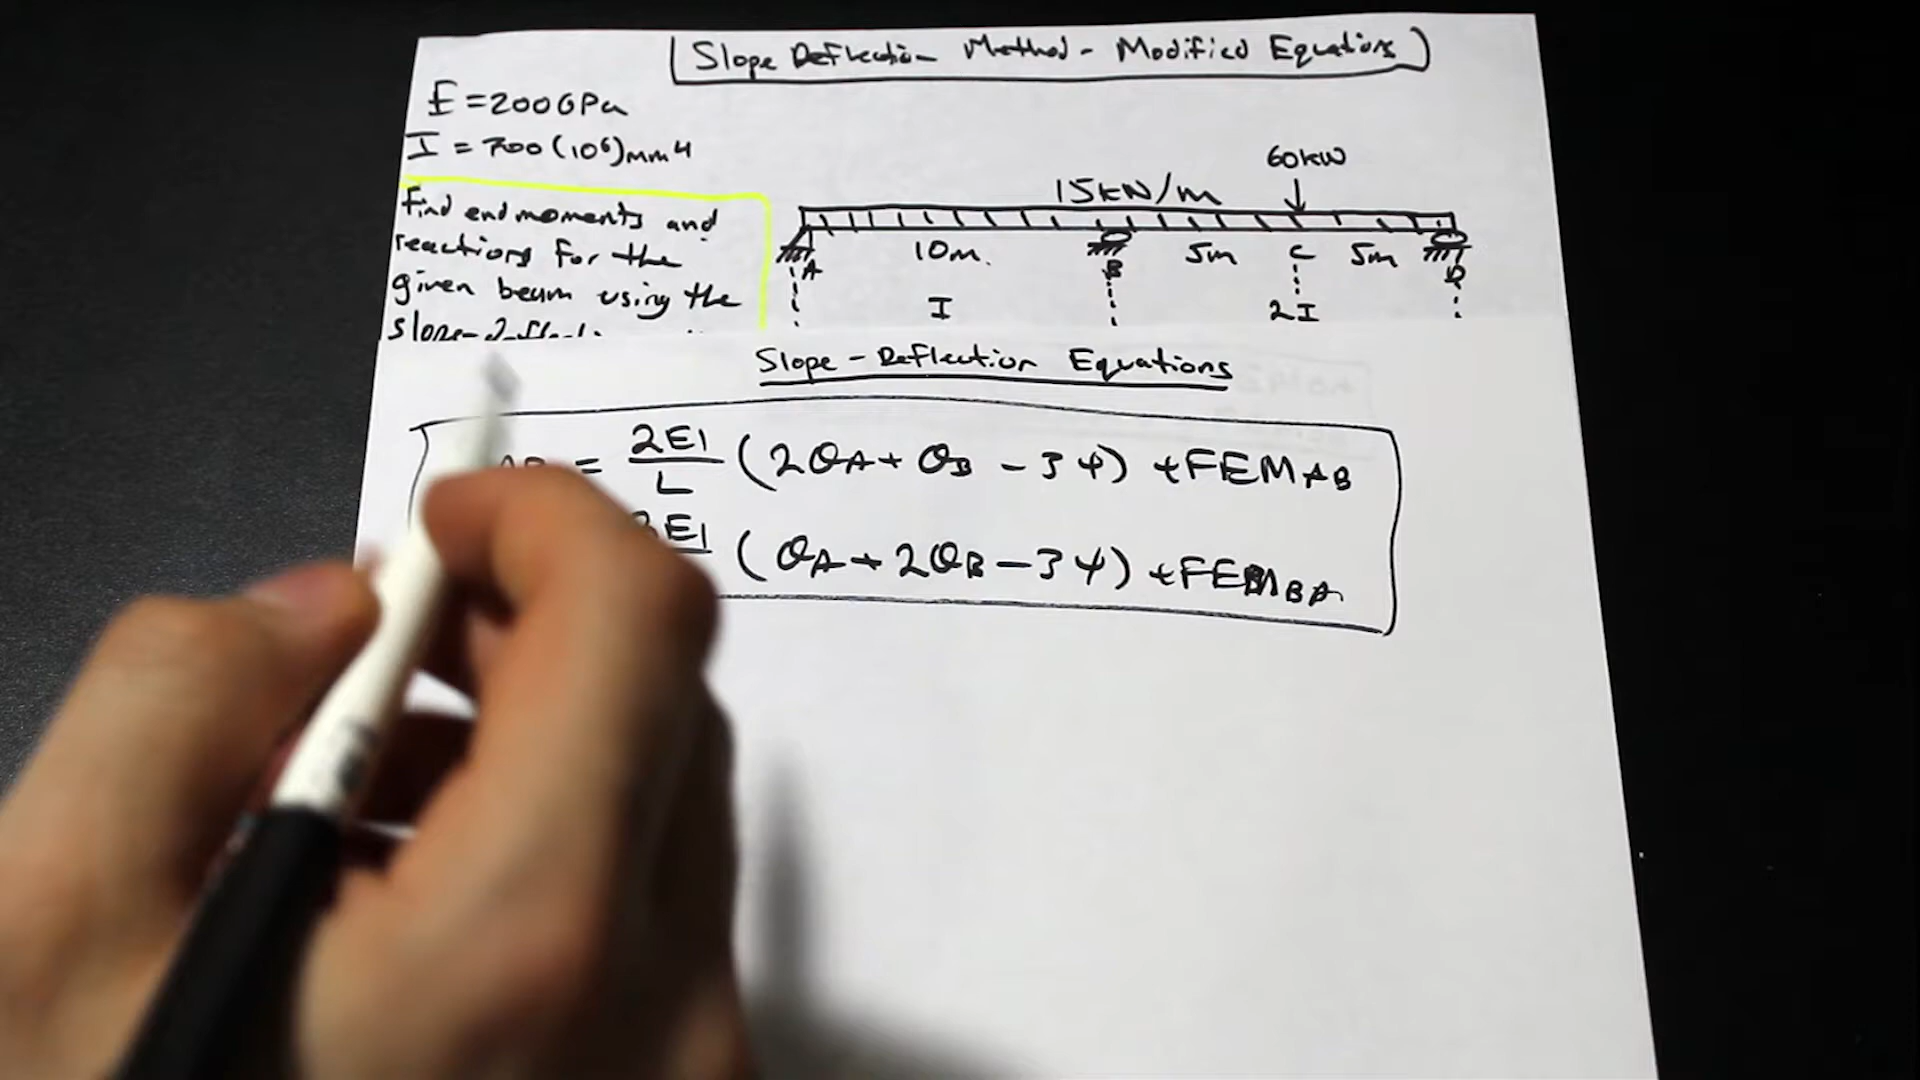 Slope Deflection Method - Modified Equations
E = 200GPa
I = 700(10⁶)mm⁴
Find end moments and
reactions for the
given beam using the
60kN
15kN/m
10m.
5m
C
5m
A
B
D
I
2I
Slope - Deflection Equations
= 2EI/L (2θA + θB - 3ψ) + FEMAB
2EI (θA + 2θB - 3ψ) + FEMBA